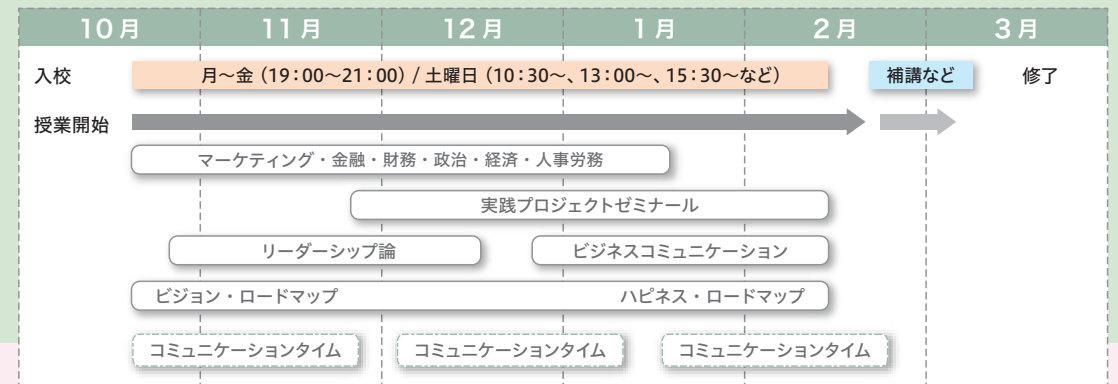 10月 11月 12月 1月 2月 3月
入校 月〜金（19：00〜21：00）/ 土曜日（10：30〜、13：00〜、15：30〜など） 補講など 修了
授業開始
マーケティング・金融・財務・政治・経済・人事労務
実践プロジェクトゼミナール
リーダーシップ論 ビジネスコミュニケーション
ビジョン・ロードマップ ハピネス・ロードマップ
コミュニケーションタイム コミュニケーションタイム コミュニケーションタイム